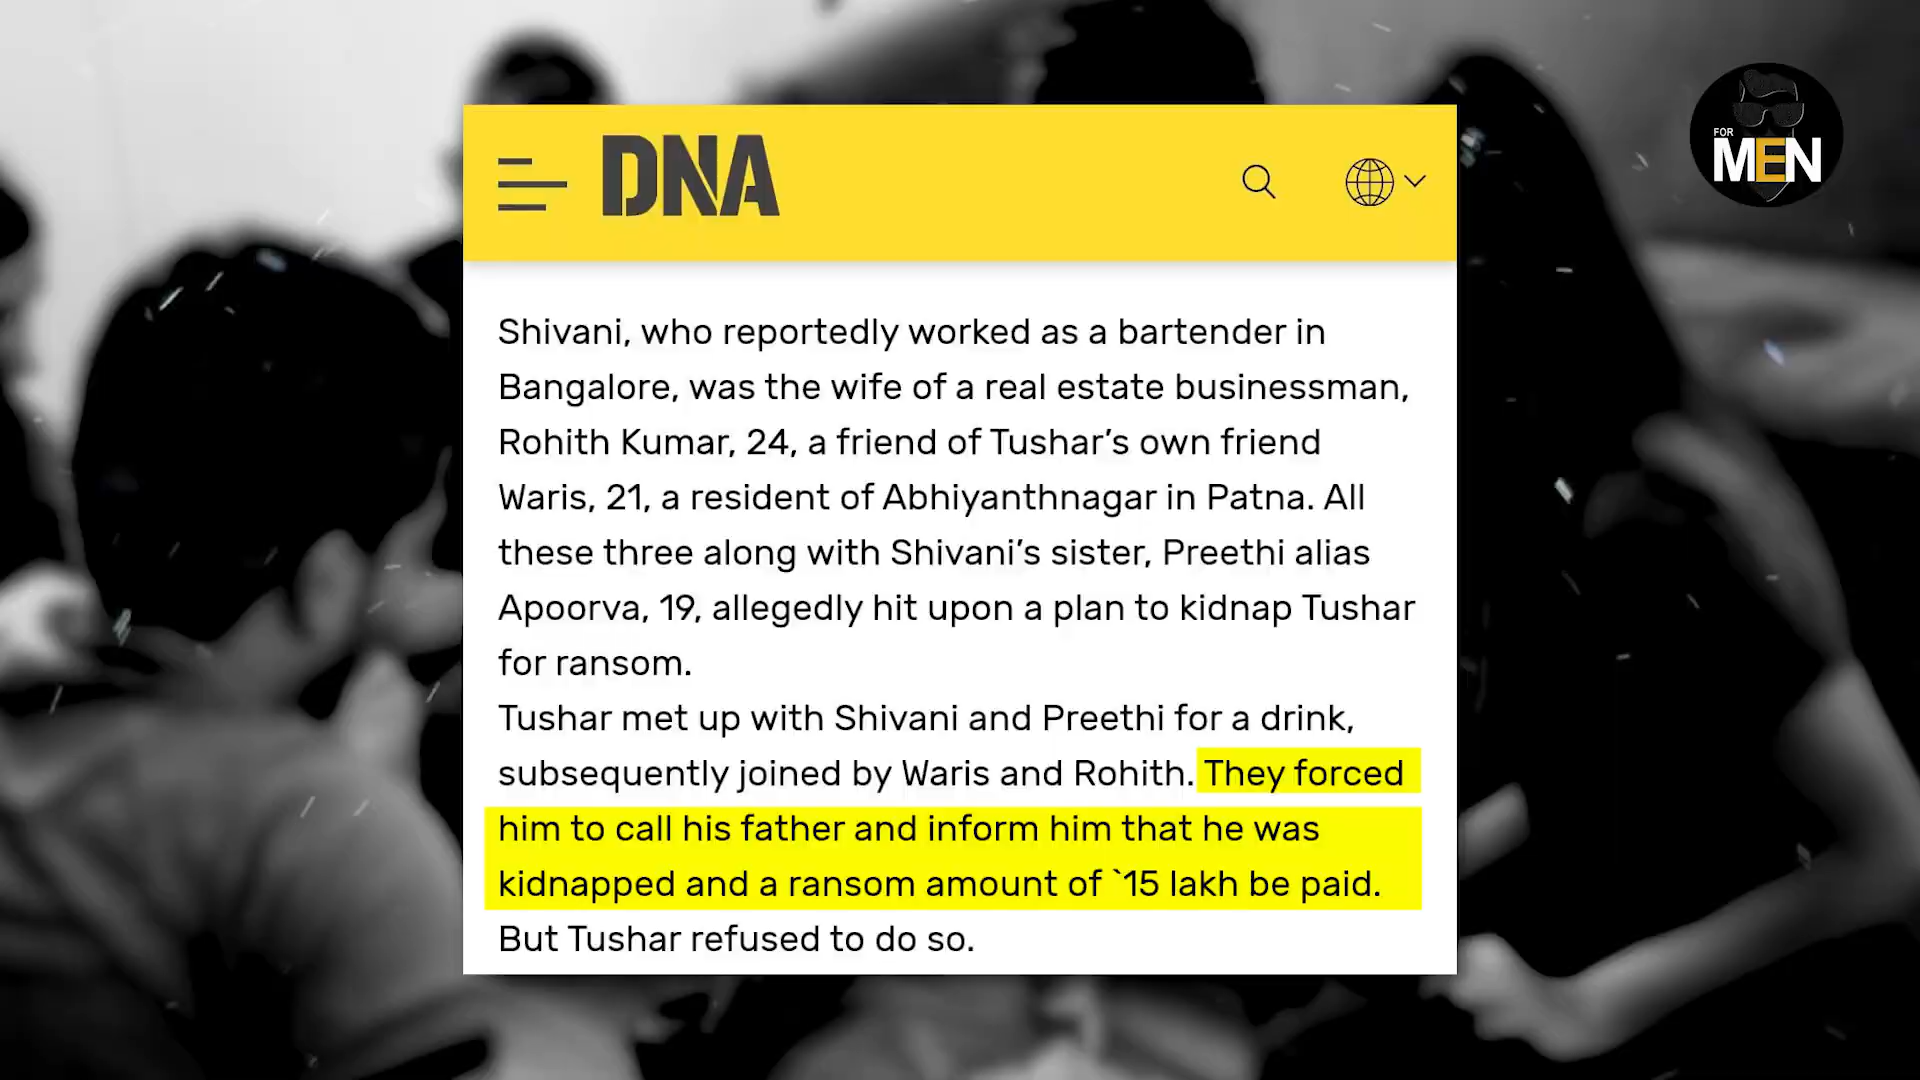 DNA
FOR
MEN
Shivani, who reportedly worked as a bartender in
Bangalore, was the wife of a real estate businessman,
Rohith Kumar, 24, a friend of Tushar’s own friend
Waris, 21, a resident of Abhiyanthnagar in Patna. All
these three along with Shivani’s sister, Preethi alias
Apoorva, 19, allegedly hit upon a plan to kidnap Tushar
for ransom.
Tushar met up with Shivani and Preethi for a drink,
subsequently joined by Waris and Rohith. They forced
him to call his father and inform him that he was
kidnapped and a ransom amount of `15 lakh be paid.
But Tushar refused to do so.